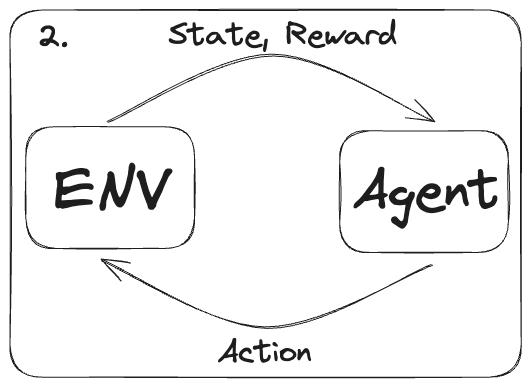 2.
State, Reward
ENV
Agent
Action